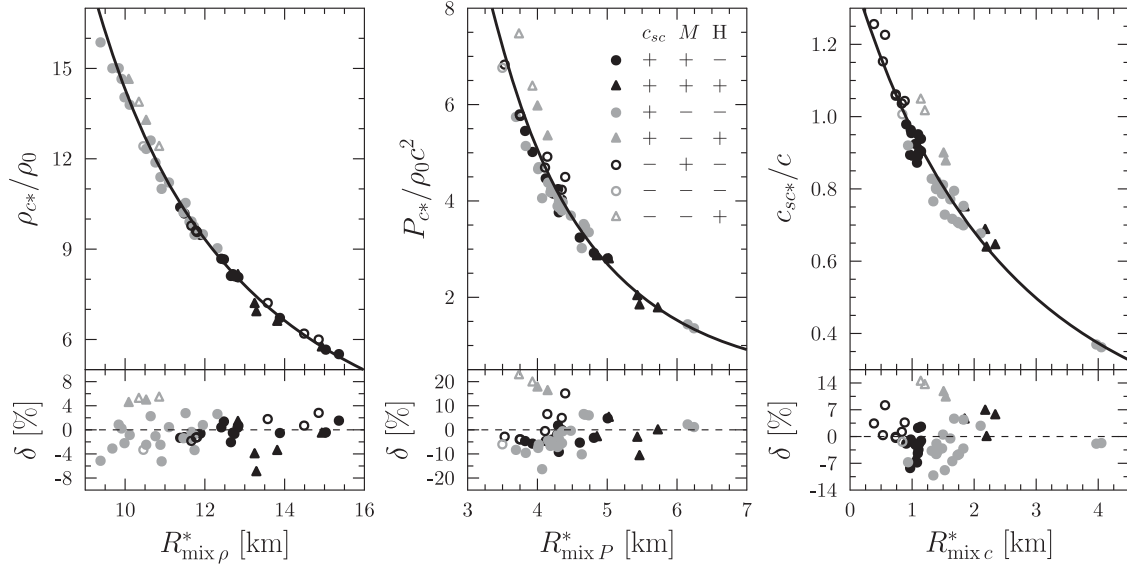 ρc*/ρ0
15
12
9
6
δ [%]
8
4
0
-4
-8
10 12 14 16
R*mix ρ [km]
Pc*/ρ0c²
8
6
4
2
csc M H
+ + −
+ + +
+ − −
+ − +
− + −
− − −
− − +
δ [%]
20
10
0
-10
-20
3 4 5 6 7
R*mix P [km]
csc*/c
1.2
1.0
0.8
0.6
0.4
δ [%]
14
7
0
-7
-14
0 1 2 3 4
R*mix c [km]